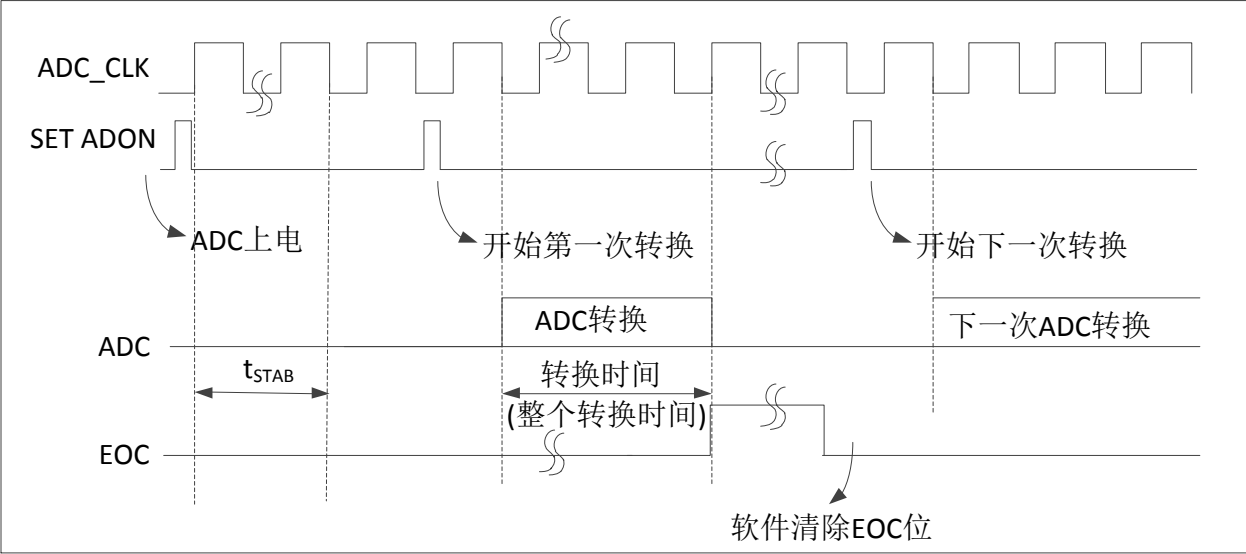 ADC_CLK
SET ADON
ADC上电
开始第一次转换
开始下一次转换
ADC转换
下一次ADC转换
ADC
tSTAB
转换时间
(整个转换时间)
EOC
软件清除EOC位